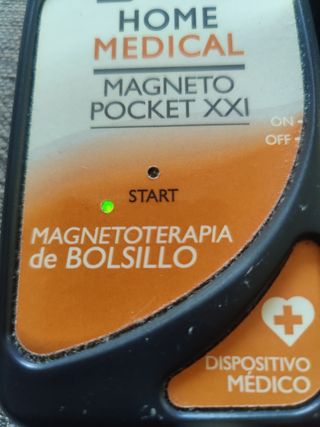 HOME
MEDICAL
MAGNETO
POCKET XXI
ON
OFF
START
MAGNETOTERAPIA
de BOLSILLO
DISPOSITIVO
MÉDICO